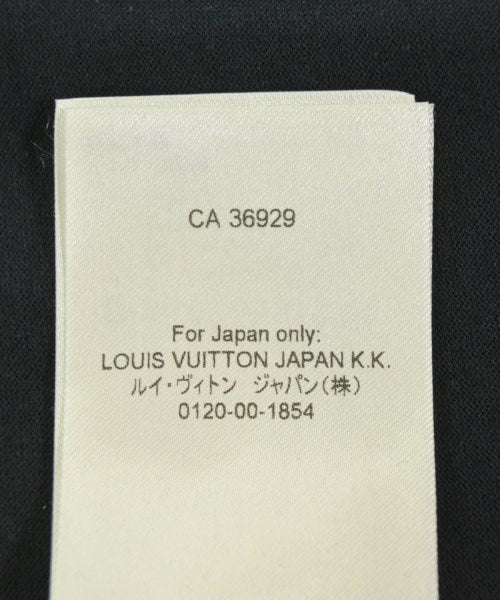 CA 36929
For Japan only:
LOUIS VUITTON JAPAN K.K.
ルイ・ヴィトン ジャパン(株)
0120-00-1854